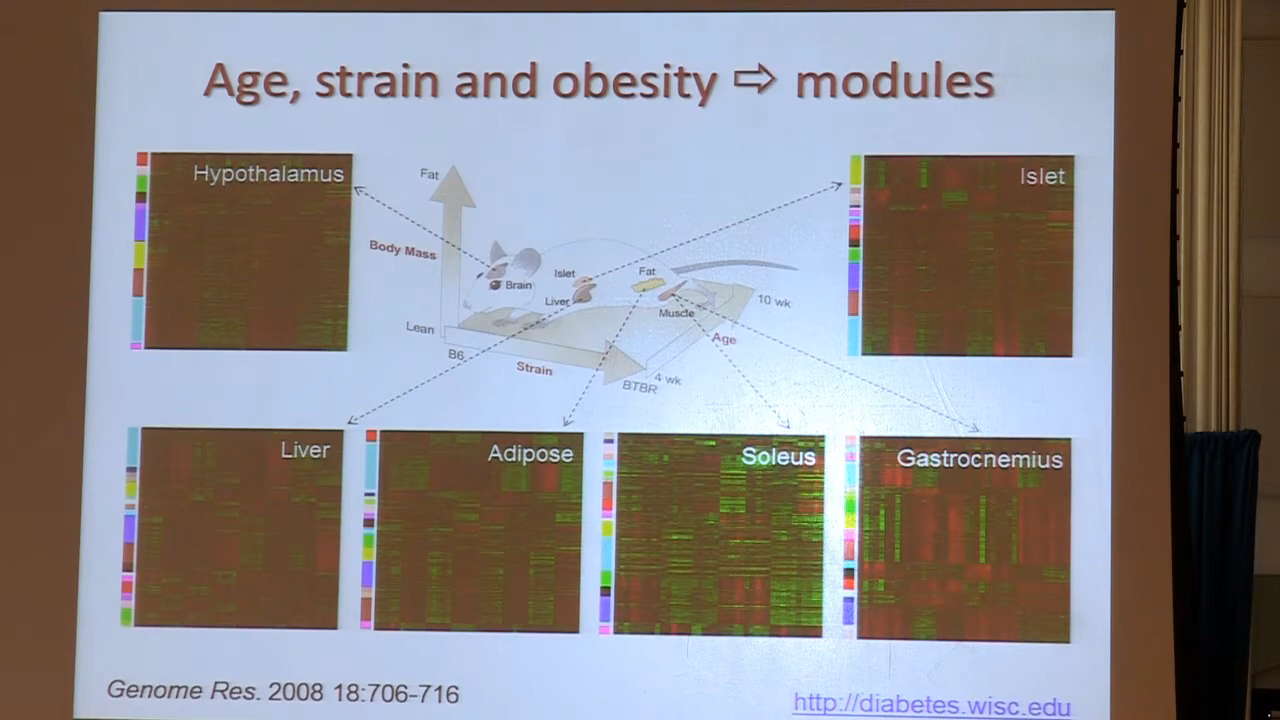 Age, strain and obesity ⇨ modules
Hypothalamus
Fat
Body Mass
Lean
Brain
Islet
Liver
Fat
Muscle
B6
Strain
BTBR
4 wk
Age
10 wk
Islet
Liver
Adipose
Soleus
Gastrocnemius
Genome Res. 2008 18:706-716
http://diabetes.wisc.edu